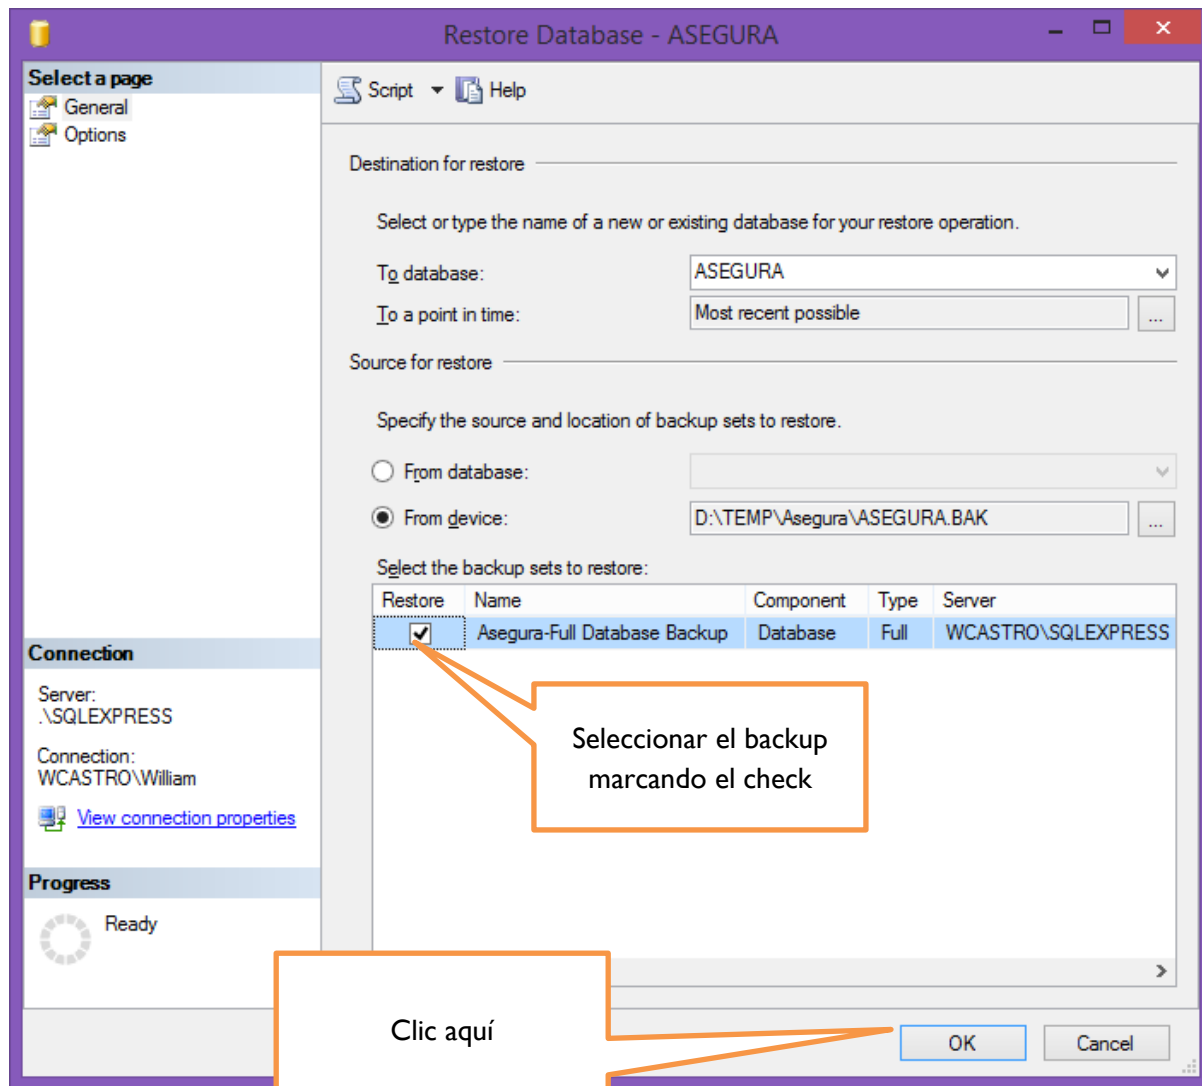 Restore Database - ASEGURA
Select a page
General
Options
Script
Help
Destination for restore
Select or type the name of a new or existing database for your restore operation.
To database:
ASEGURA
To a point in time:
Most recent possible
...
Source for restore
Specify the source and location of backup sets to restore.
From database:
From device:
D:\TEMP\Asegura\ASEGURA.BAK
...
Select the backup sets to restore:
Restore Name Component Type Server
Asegura-Full Database Backup Database Full WCASTRO\SQLEXPRESS
Seleccionar el backup
marcando el check
Connection
Server:
.\SQLEXPRESS
Connection:
WCASTRO\William
View connection properties
Progress
Ready
Clic aquí
OK
Cancel